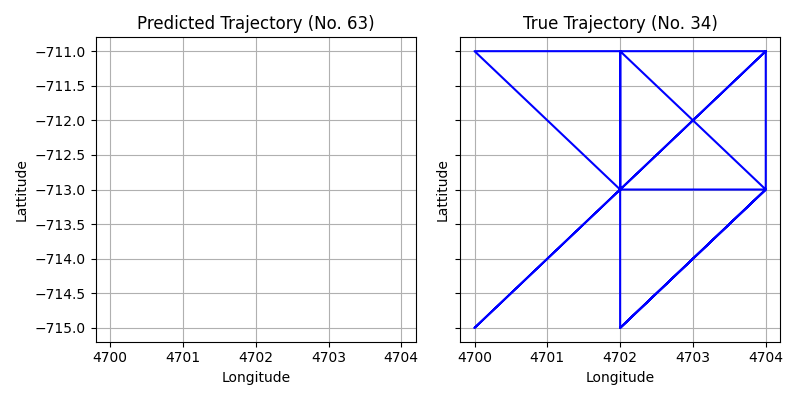 Predicted Trajectory (No. 63)
True Trajectory (No. 34)
−711.0
−711.5
−712.0
−712.5
−713.0
−713.5
−714.0
−714.5
−715.0
Lattitude
Lattitude
4700 4701 4702 4703 4704
4700 4701 4702 4703 4704
Longitude
Longitude